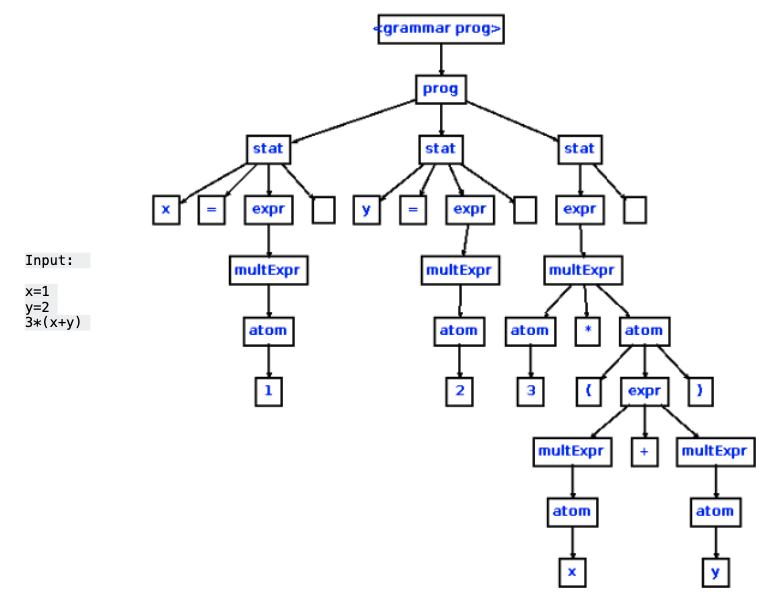 <grammar prog>
prog
stat stat stat
x = expr y = expr expr
Input:
multExpr multExpr multExpr
x=1
y=2
3*(x+y)
atom atom atom * atom
1 2 3 ( expr )
multExpr + multExpr
atom atom
x y